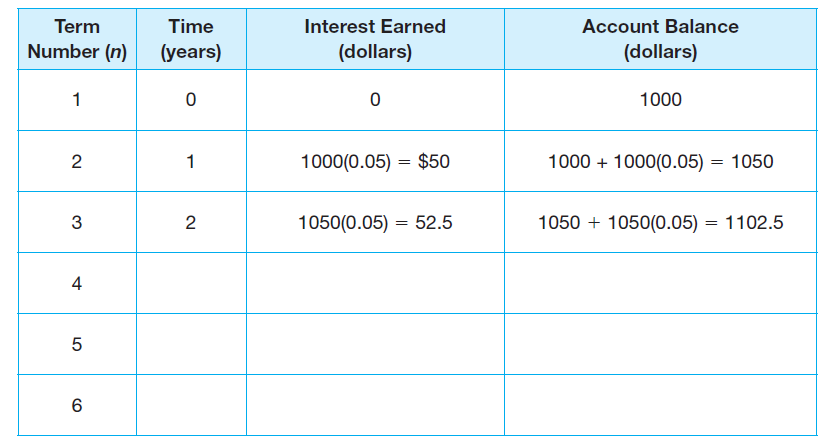 Term Number (n) Time (years) Interest Earned (dollars) Account Balance (dollars)
1 0 0 1000
2 1 1000(0.05) = $50 1000 + 1000(0.05) = 1050
3 2 1050(0.05) = 52.5 1050 + 1050(0.05) = 1102.5
4
5
6